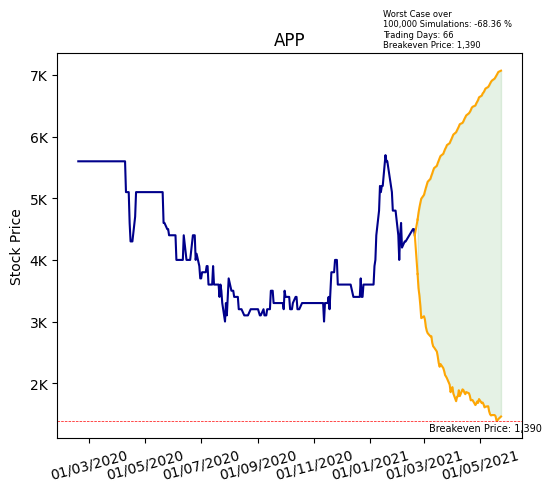 Worst Case over
100,000 Simulations: -68.36 %
Trading Days: 66
Breakeven Price: 1,390
APP
7K
6K
5K
4K
3K
2K
Stock Price
Breakeven Price: 1,390
01/03/2020
01/05/2020
01/07/2020
01/09/2020
01/11/2020
01/01/2021
01/03/2021
01/05/2021